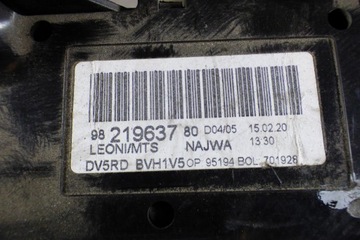 98 219637 80 D04/05 15.02.20
LEONI/MTS NAJWA 13:30
DV5RD BVH1V5 OP 95194 BOL 701928